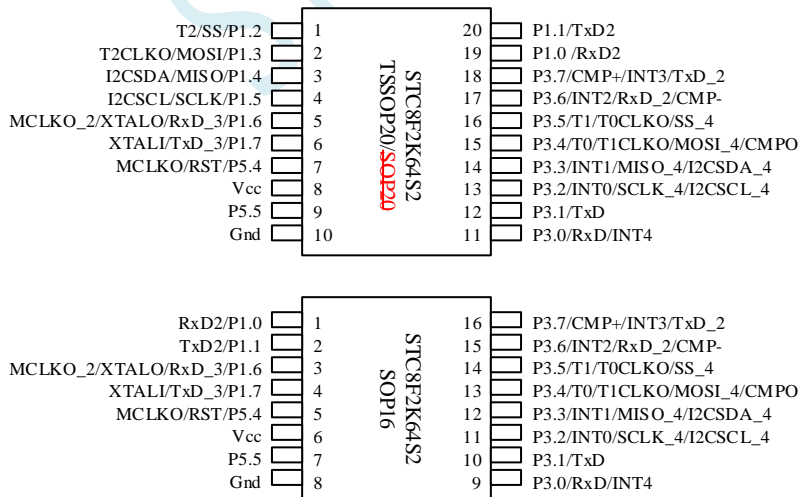 T2/SS/P1.2 1 20 P1.1/TxD2
T2CLKO/MOSI/P1.3 2 19 P1.0 /RxD2
I2CSDA/MISO/P1.4 3 18 P3.7/CMP+/INT3/TxD_2
I2CSCL/SCLK/P1.5 4 17 P3.6/INT2/RxD_2/CMP-
MCLKO_2/XTALO/RxD_3/P1.6 5 16 P3.5/T1/T0CLKO/SS_4
XTALI/TxD_3/P1.7 6 15 P3.4/T0/T1CLKO/MOSI_4/CMPO
MCLKO/RST/P5.4 7 14 P3.3/INT1/MISO_4/I2CSDA_4
Vcc 8 13 P3.2/INT0/SCLK_4/I2CSCL_4
P5.5 9 12 P3.1/TxD
Gnd 10 11 P3.0/RxD/INT4
STC8F2K64S2
TSSOP20/SOP20
RxD2/P1.0 1 16 P3.7/CMP+/INT3/TxD_2
TxD2/P1.1 2 15 P3.6/INT2/RxD_2/CMP-
MCLKO_2/XTALO/RxD_3/P1.6 3 14 P3.5/T1/T0CLKO/SS_4
XTALI/TxD_3/P1.7 4 13 P3.4/T0/T1CLKO/MOSI_4/CMPO
MCLKO/RST/P5.4 5 12 P3.3/INT1/MISO_4/I2CSDA_4
Vcc 6 11 P3.2/INT0/SCLK_4/I2CSCL_4
P5.5 7 10 P3.1/TxD
Gnd 8 9 P3.0/RxD/INT4
STC8F2K64S2
SOP16